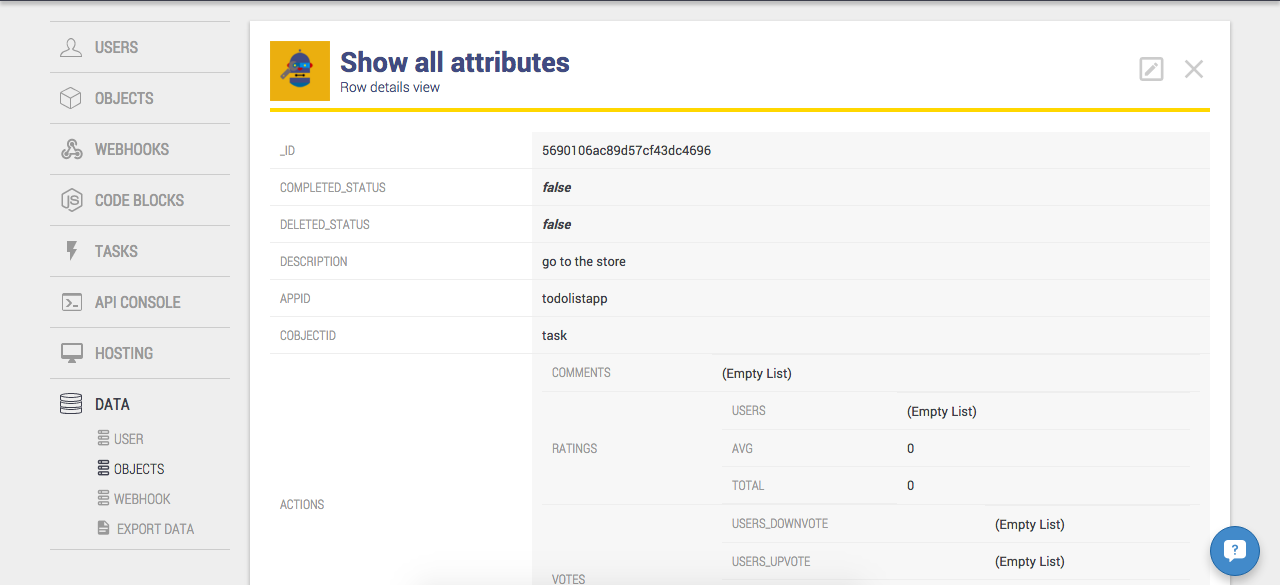 USERS
OBJECTS
WEBHOOKS
JS CODE BLOCKS
TASKS
API CONSOLE
HOSTING
DATA
USER
OBJECTS
WEBHOOK
EXPORT DATA
Show all attributes
Row details view
_ID 5690106ac89d57cf43dc4696
COMPLETED_STATUS false
DELETED_STATUS false
DESCRIPTION go to the store
APPID todolistapp
COBJECTID task
ACTIONS
COMMENTS (Empty List)
RATINGS
USERS (Empty List)
AVG 0
TOTAL 0
VOTES
USERS_DOWNVOTE (Empty List)
USERS_UPVOTE (Empty List)
?